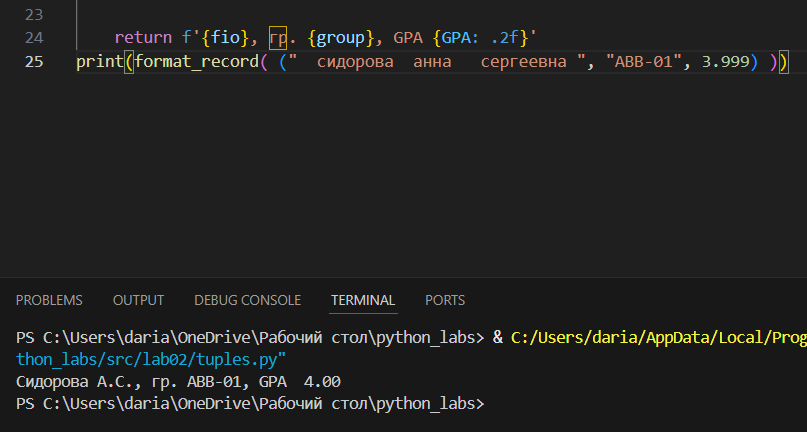 23
24 return f'{fio}, гр. {group}, GPA {GPA: .2f}'
25 print(format_record( ("  сидорова  анна   сергеевна ", "ABB-01", 3.999) ))
PROBLEMS OUTPUT DEBUG CONSOLE TERMINAL PORTS
PS C:\Users\daria\OneDrive\Рабочий стол\python_labs> & C:/Users/daria/AppData/Local/Prog
thon_labs/src/lab02/tuples.py"
Сидорова А.С., гр. ABB-01, GPA  4.00
PS C:\Users\daria\OneDrive\Рабочий стол\python_labs>